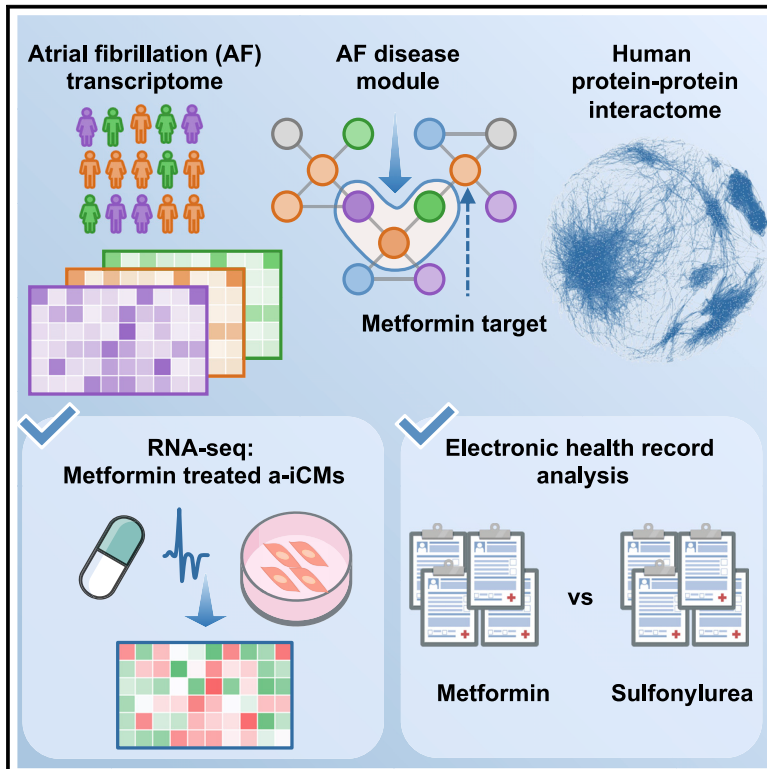 Atrial fibrillation (AF)
transcriptome
AF disease
module
Human
protein-protein
interactome
Metformin target
RNA-seq:
Metformin treated a-iCMs
Electronic health record
analysis
vs
Metformin
Sulfonylurea